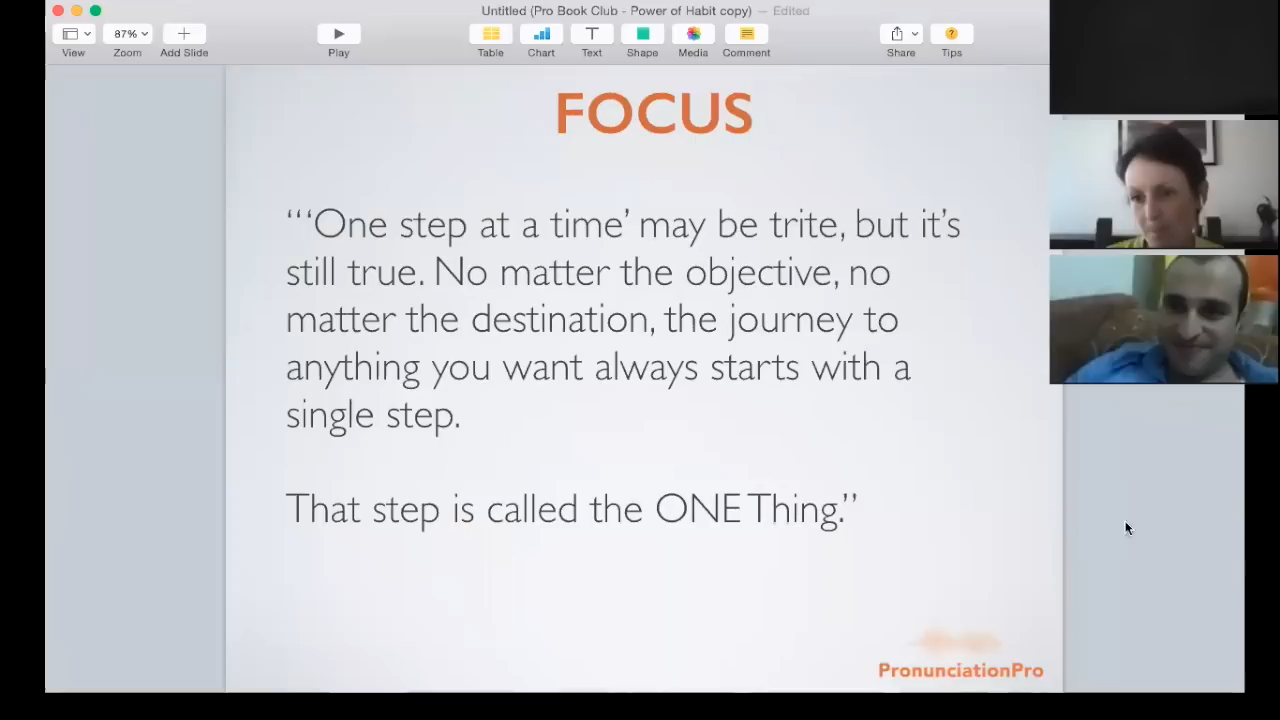 Untitled (Pro Book Club - Power of Habit copy) — Edited
87%
View Zoom Add Slide Play Table Chart Text Shape Media Comment Share Tips
FOCUS
“‘One step at a time’ may be trite, but it’s
still true. No matter the objective, no
matter the destination, the journey to
anything you want always starts with a
single step.
That step is called the ONE Thing.”
PronunciationPro